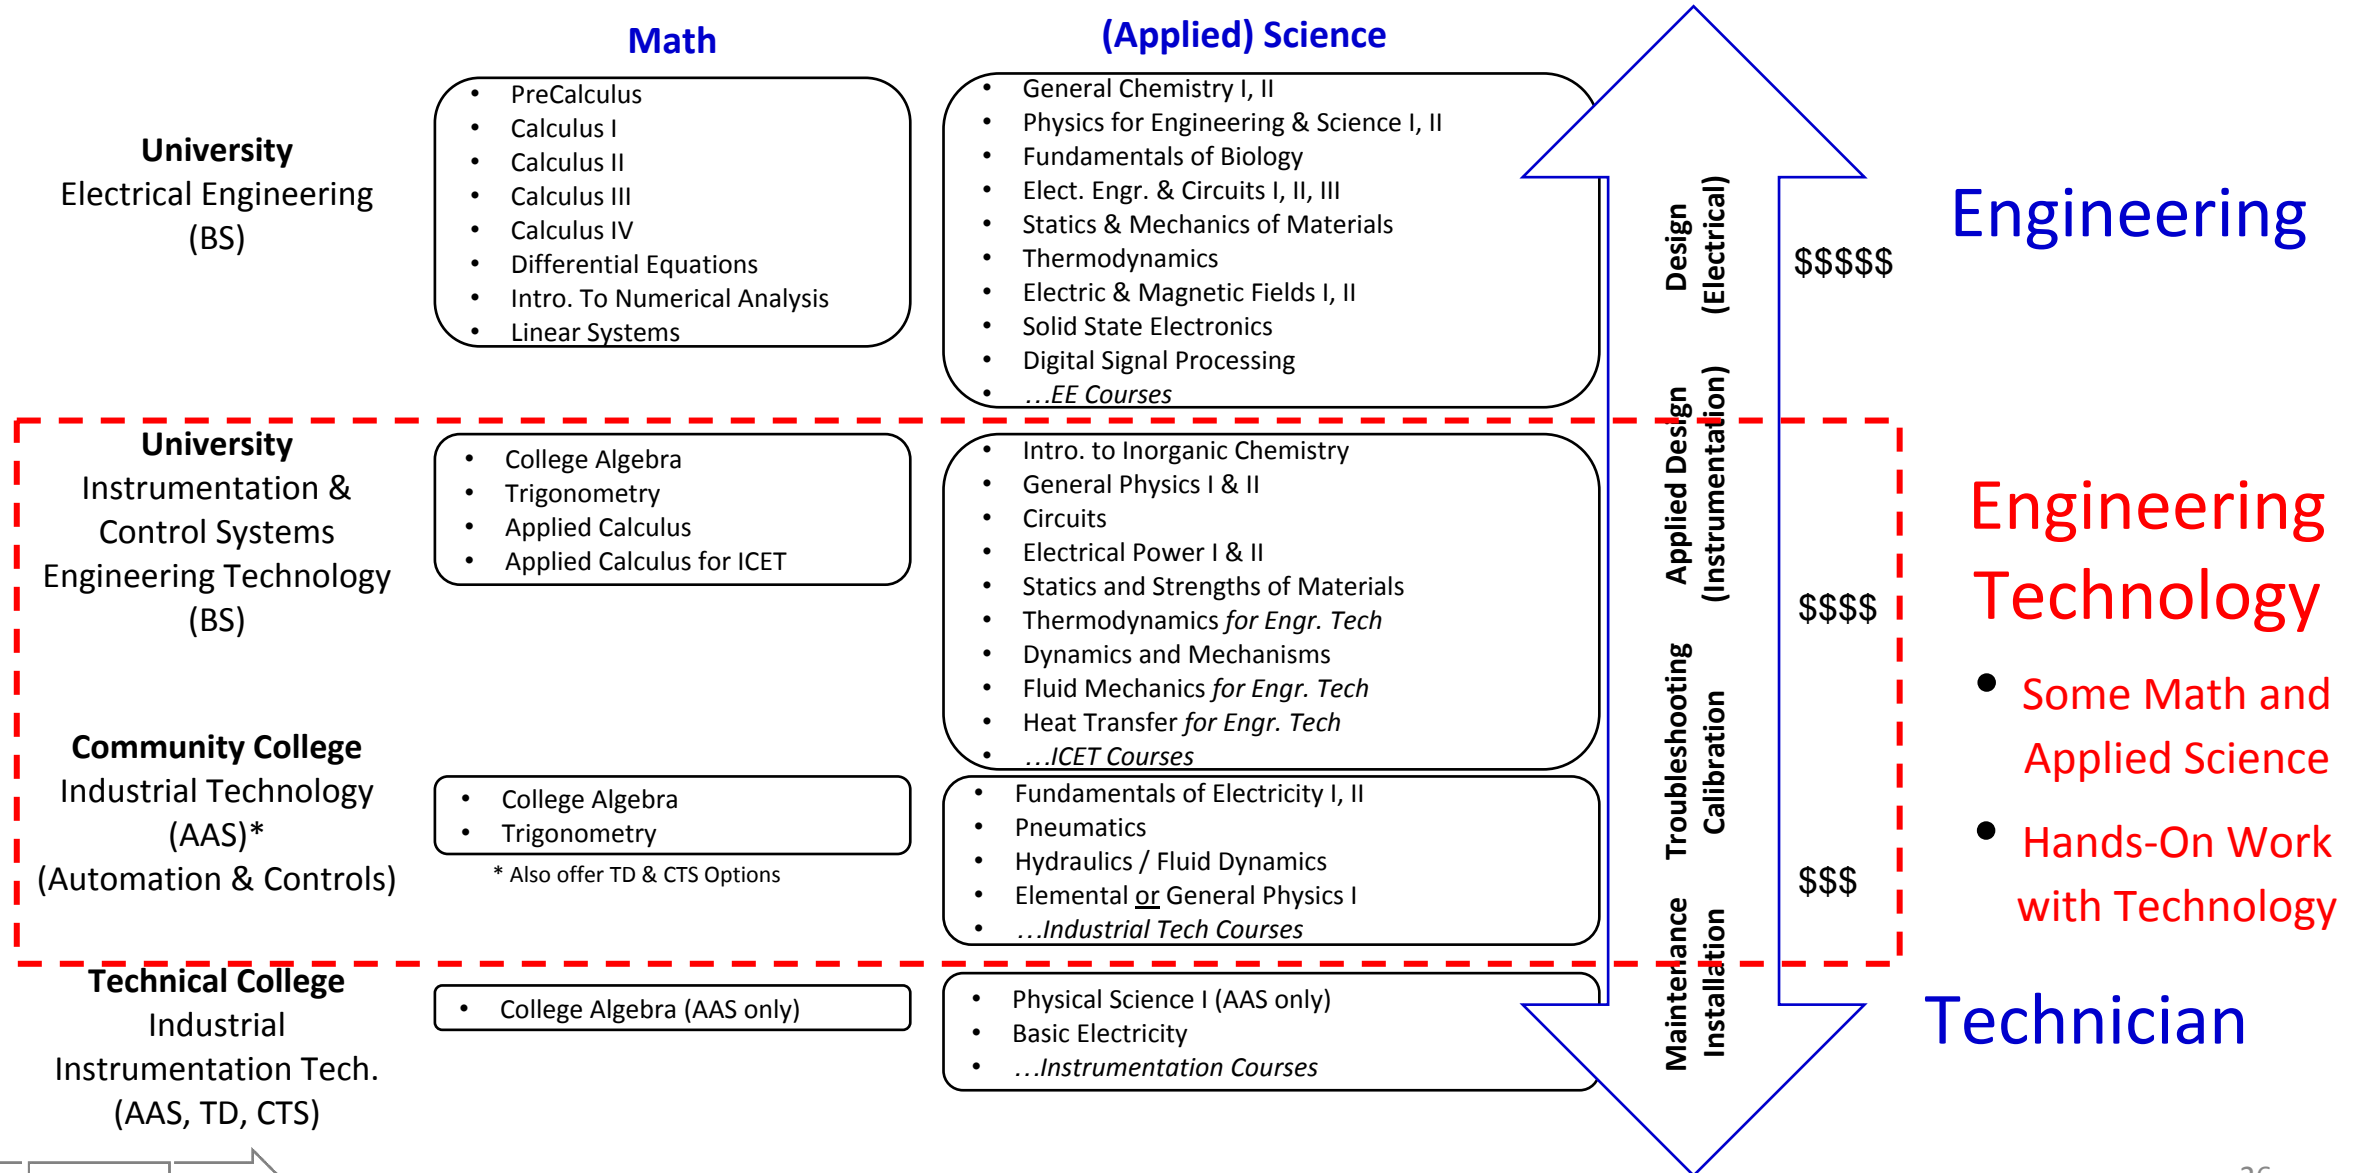 Math
(Applied) Science
University
Electrical Engineering
(BS)
• PreCalculus
• Calculus I
• Calculus II
• Calculus III
• Calculus IV
• Differential Equations
• Intro. To Numerical Analysis
• Linear Systems
• General Chemistry I, II
• Physics for Engineering & Science I, II
• Fundamentals of Biology
• Elect. Engr. & Circuits I, II, III
• Statics & Mechanics of Materials
• Thermodynamics
• Electric & Magnetic Fields I, II
• Solid State Electronics
• Digital Signal Processing
• …EE Courses
Design
(Electrical)
$$$$$
Engineering
University
Instrumentation &
Control Systems
Engineering Technology
(BS)
• College Algebra
• Trigonometry
• Applied Calculus
• Applied Calculus for ICET
• Intro. to Inorganic Chemistry
• General Physics I & II
• Circuits
• Electrical Power I & II
• Statics and Strengths of Materials
• Thermodynamics for Engr. Tech
• Dynamics and Mechanisms
• Fluid Mechanics for Engr. Tech
• Heat Transfer for Engr. Tech
• …ICET Courses
Applied Design
(Instrumentation)
$$$$
Engineering
Technology
• Some Math and
Applied Science
• Hands-On Work
with Technology
Community College
Industrial Technology
(AAS)*
(Automation & Controls)
• College Algebra
• Trigonometry
* Also offer TD & CTS Options
• Fundamentals of Electricity I, II
• Pneumatics
• Hydraulics / Fluid Dynamics
• Elemental or General Physics I
• …Industrial Tech Courses
Troubleshooting
Calibration
$$$
Technical College
Industrial
Instrumentation Tech.
(AAS, TD, CTS)
• College Algebra (AAS only)
• Physical Science I (AAS only)
• Basic Electricity
• …Instrumentation Courses
Maintenance
Installation
Technician